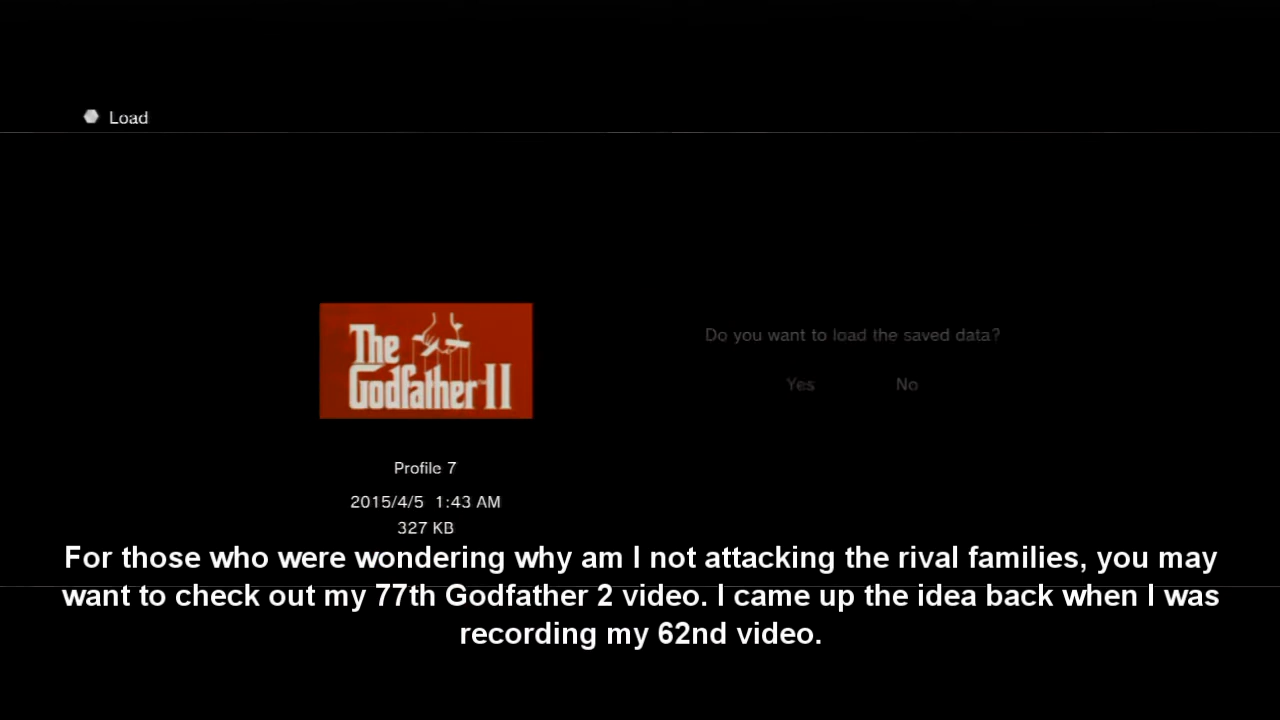 Load
The
Godfather II
Do you want to load the saved data?
Yes No
Profile 7
2015/4/5 1:43 AM
327 KB
For those who were wondering why am I not attacking the rival families, you may
want to check out my 77th Godfather 2 video. I came up the idea back when I was
recording my 62nd video.